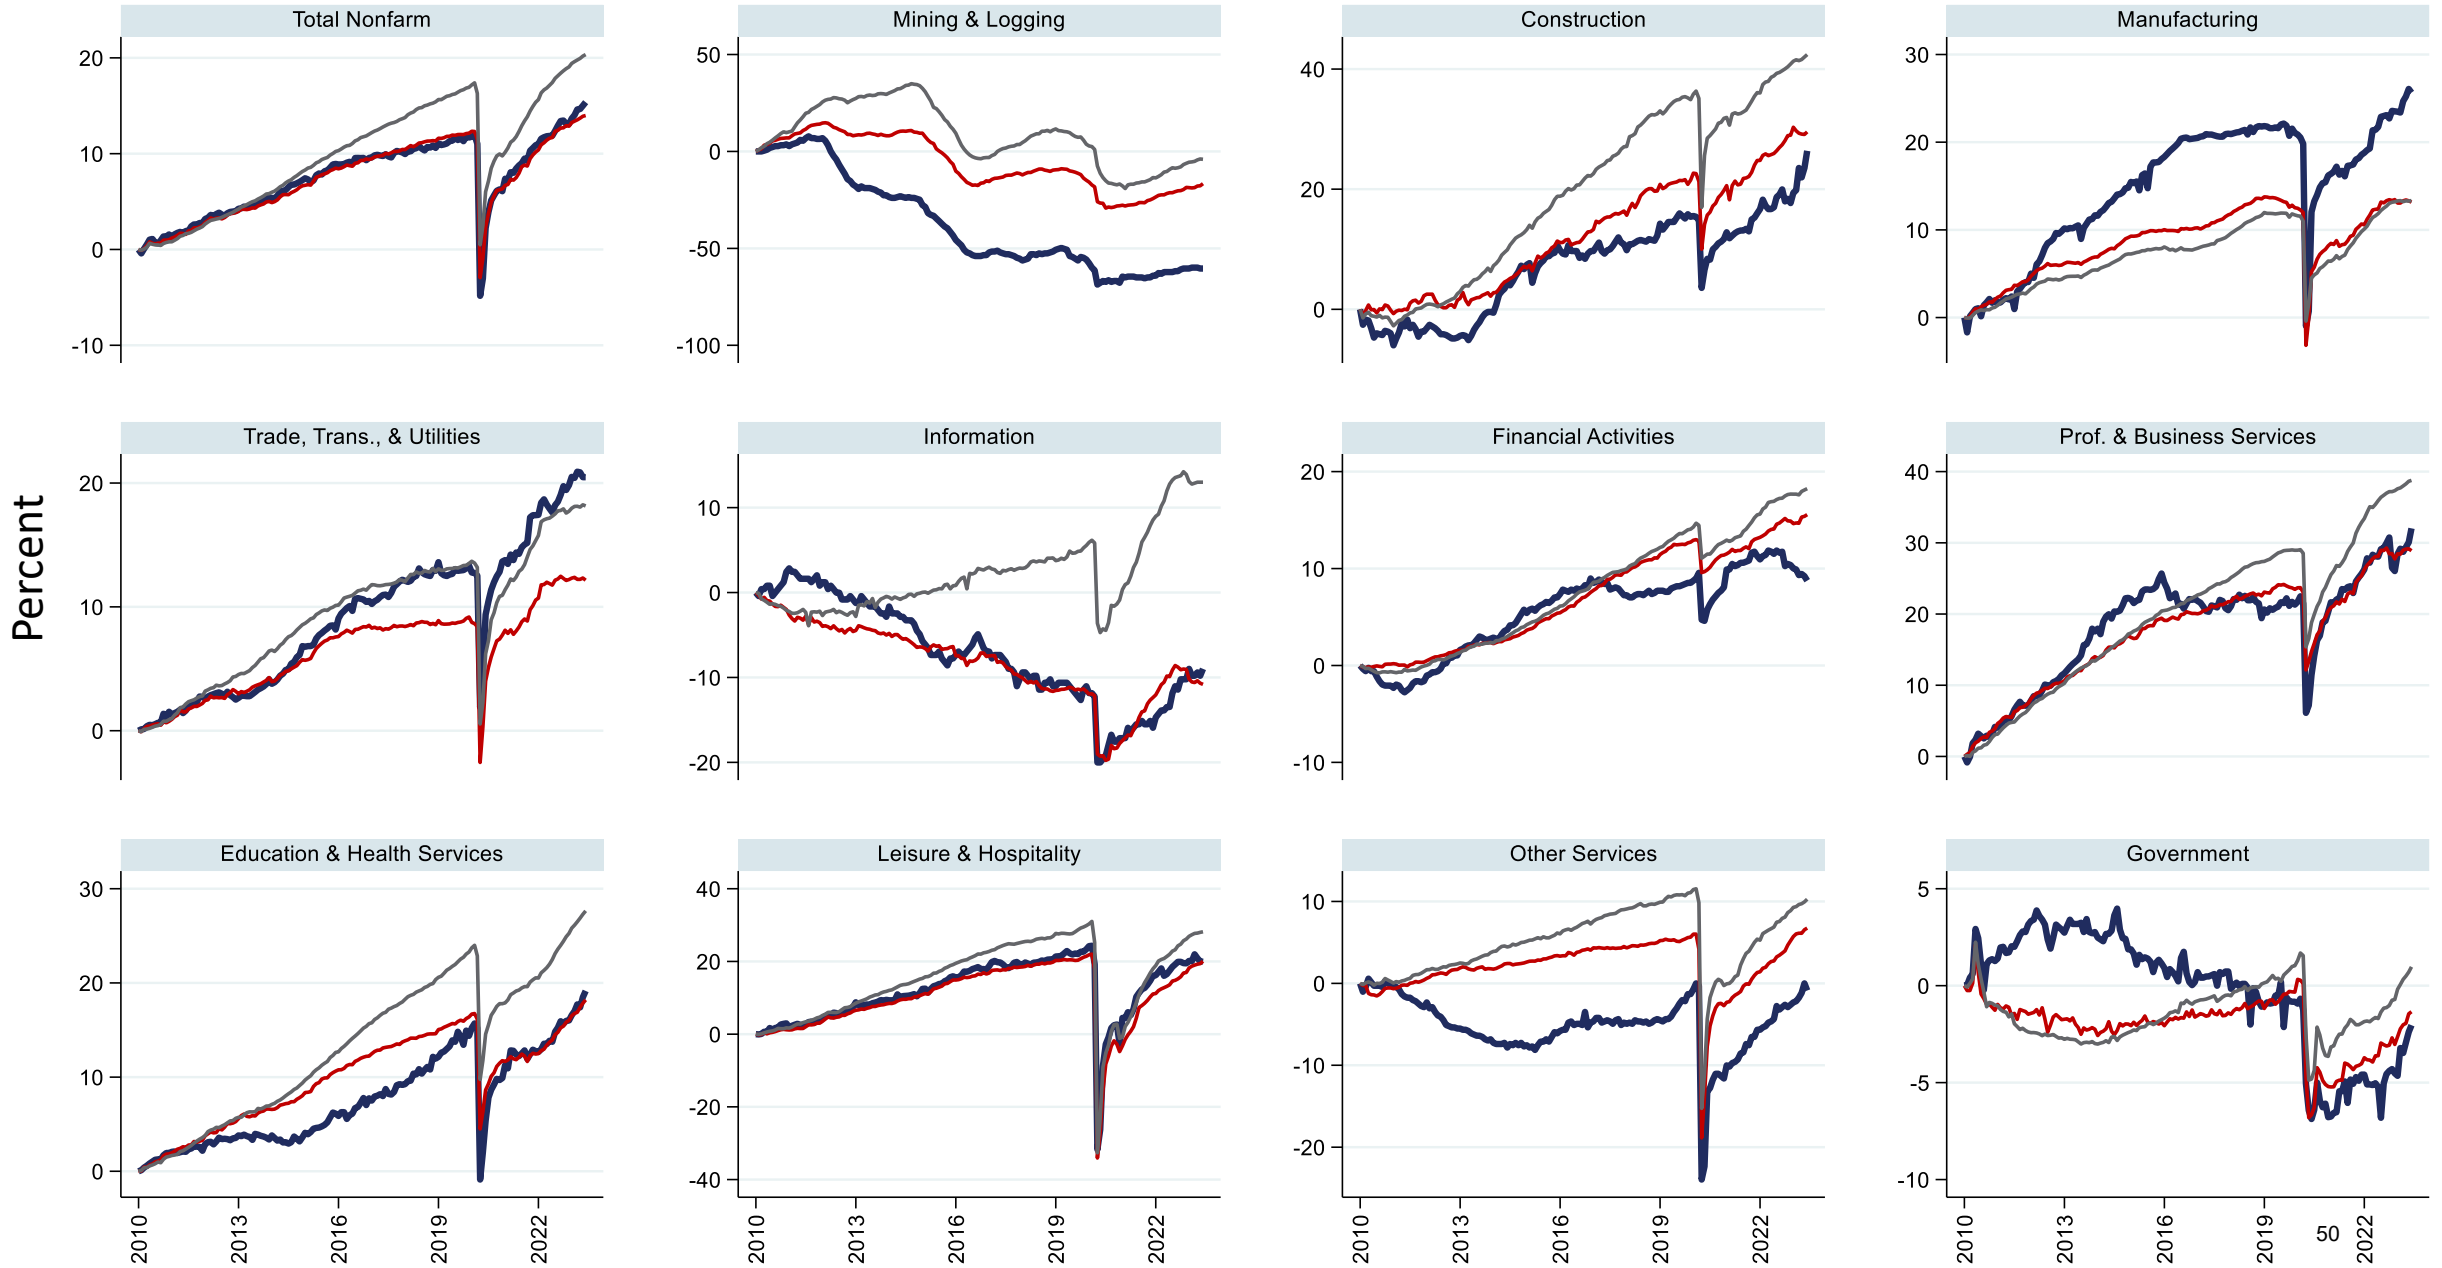 Percent
Total Nonfarm
20
10
0
-10
Mining & Logging
50
0
-50
-100
Construction
40
20
0
Manufacturing
30
20
10
0
Trade, Trans., & Utilities
20
10
0
Information
10
0
-10
-20
Financial Activities
20
10
0
-10
Prof. & Business Services
40
30
20
10
0
Education & Health Services
30
20
10
0
2010 2013 2016 2019 2022
Leisure & Hospitality
40
20
0
-20
-40
2010 2013 2016 2019 2022
Other Services
10
0
-10
-20
2010 2013 2016 2019 2022
Government
5
0
-5
-10
2010 2013 2016 2019 2022
50